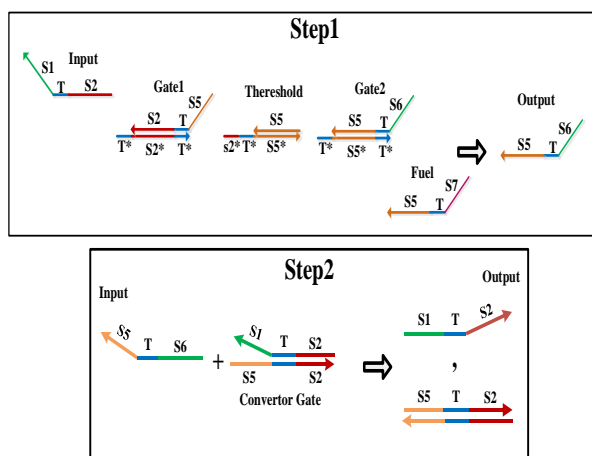 Step1
Input
S1
T
S2
Gate1
S5
S2
T
T*
S2*
T*
Thereshold
S5
s2*
T*
S5*
Gate2
S6
S5
T
T*
S5*
T*
Output
S6
S5
T
Fuel
S7
S5
T
Step2
Input
S5
T
S6
+
S1
T
S2
S5
S2
Convertor Gate
Output
S1
T
S2
,
S5
T
S2